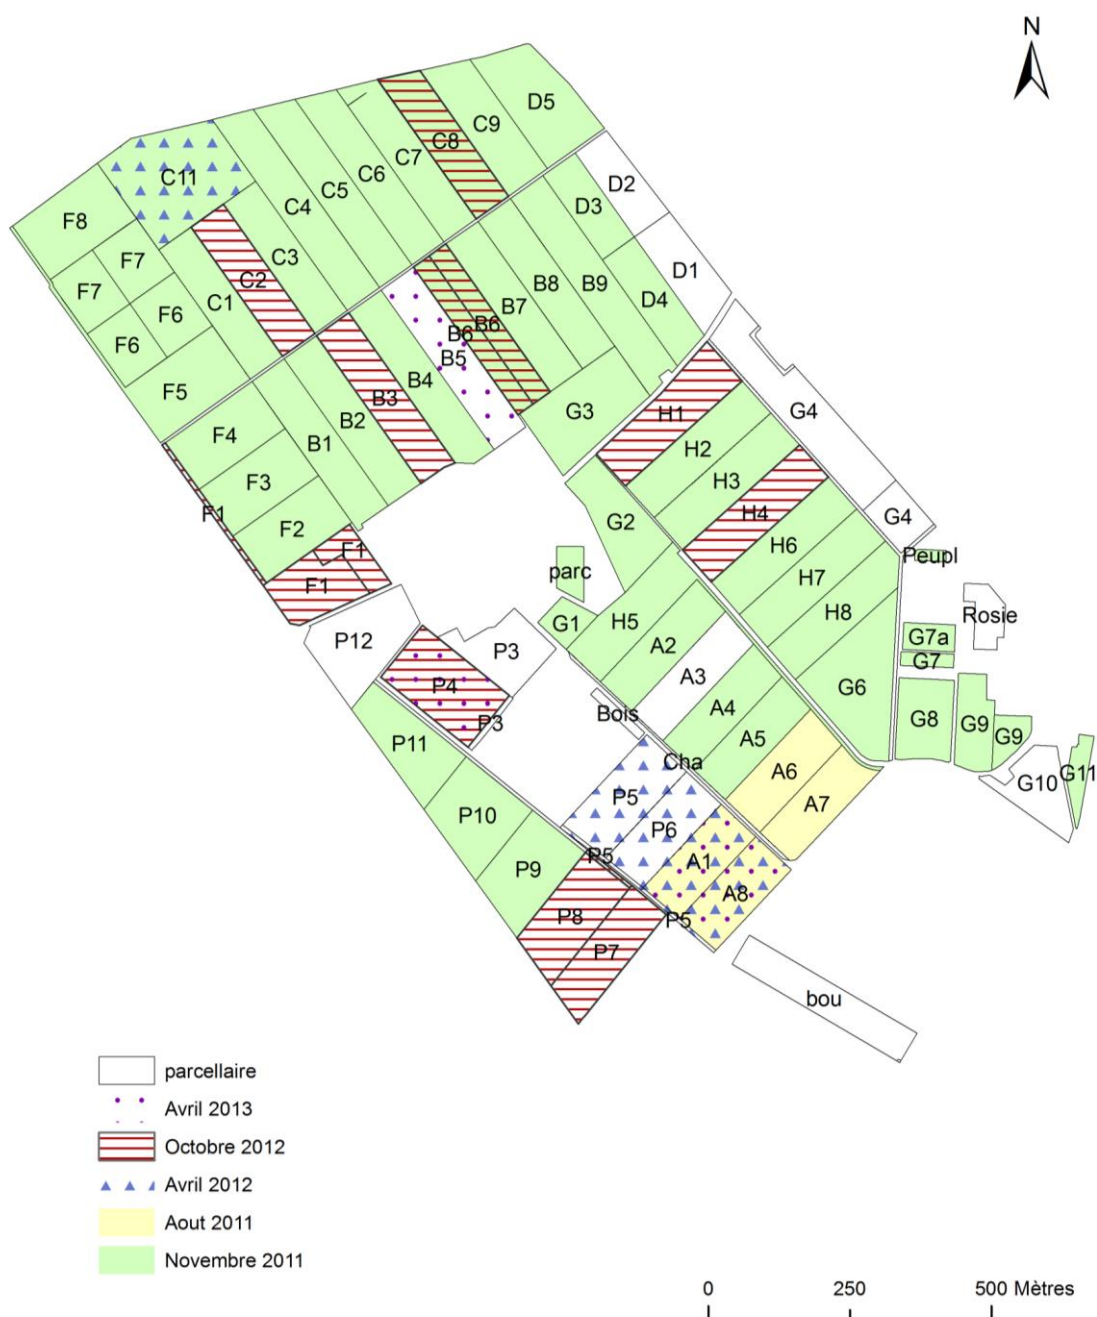 N
D5
C9
C8
C7
C6
C5
C4
C3
C11
C2
C1
F8
F7
F7
F6
F6
F5
D2
D3
D1
D4
B9
B8
B7
B6
B6
B5
B4
B3
B2
B1
F4
F3
F2
F1
F1
F1
G3
G4
G4
H1
H2
H3
H4
H6
H7
H8
G2
parc
G1
H5
A2
A3
A4
A5
A6
A7
G6
Peupl
Rosie
G7a
G7
G8
G9
G9
G10
G11
P12
P3
P4
P3
Bois
Cha
P11
P10
P9
P5
P6
P5
A1
A8
P5
P8
P7
bou
parcellaire
Avril 2013
Octobre 2012
Avril 2012
Aout 2011
Novembre 2011
0 250 500 Mètres